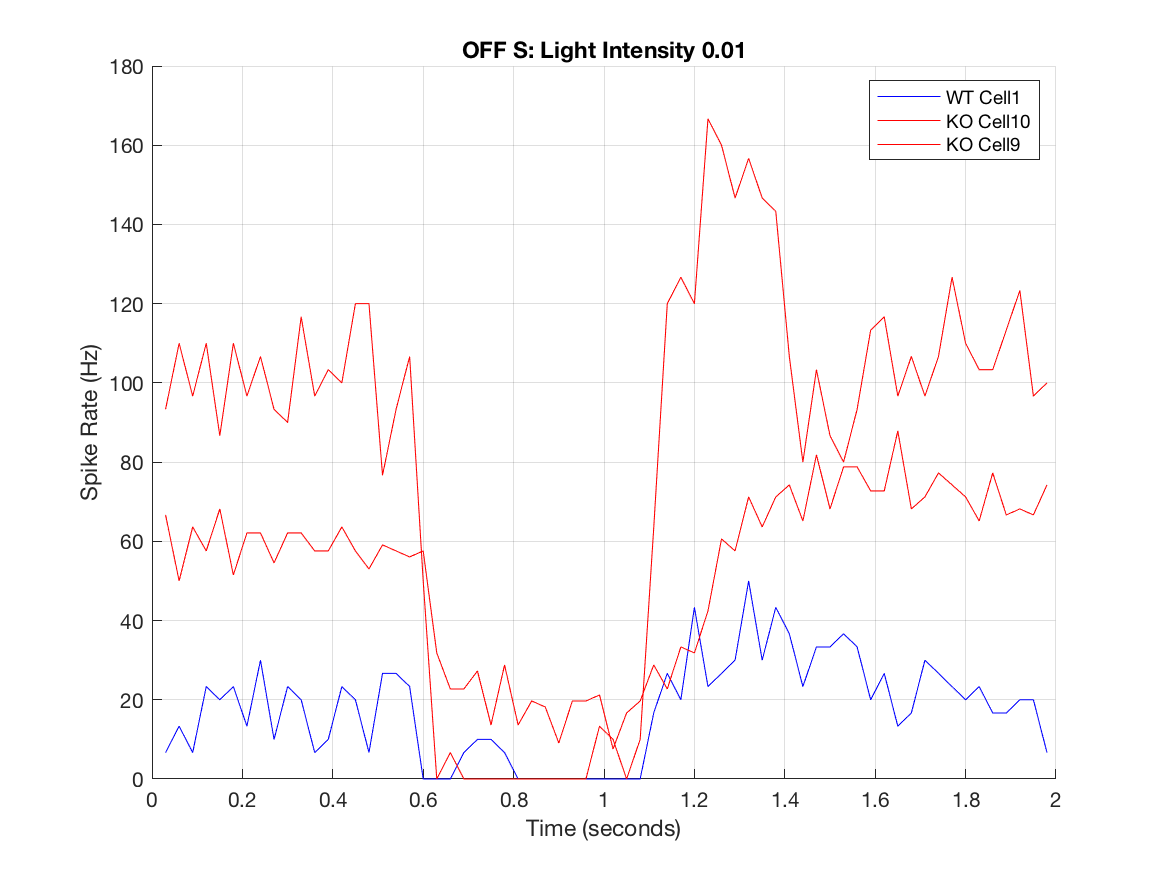 OFF S: Light Intensity 0.01
180
160
140
120
100
80
60
40
20
0
Spike Rate (Hz)
WT Cell1
KO Cell10
KO Cell9
0 0.2 0.4 0.6 0.8 1 1.2 1.4 1.6 1.8 2
Time (seconds)